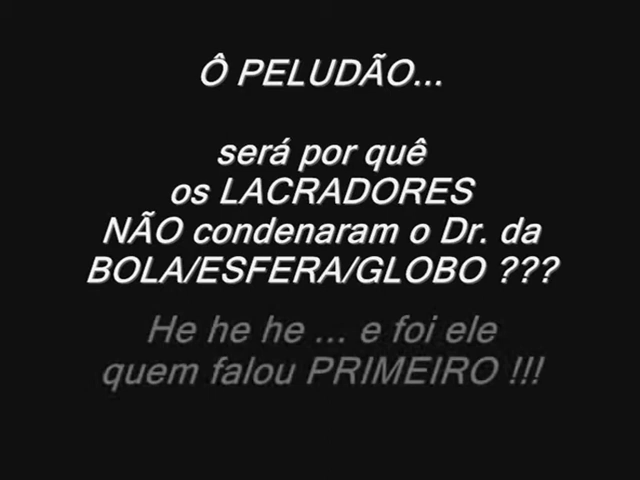 Ô PELUDÃO...
será por quê
os LACRADORES
NÃO condenaram o Dr. da
BOLA/ESFERA/GLOBO ???
He he he ... e foi ele
quem falou PRIMEIRO !!!